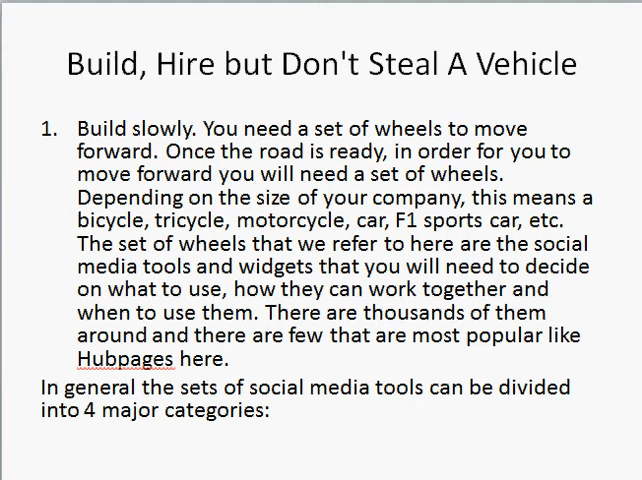 Build, Hire but Don't Steal A Vehicle
1. Build slowly. You need a set of wheels to move
forward. Once the road is ready, in order for you to
move forward you will need a set of wheels.
Depending on the size of your company, this means a
bicycle, tricycle, motorcycle, car, F1 sports car, etc.
The set of wheels that we refer to here are the social
media tools and widgets that you will need to decide
on what to use, how they can work together and
when to use them. There are thousands of them
around and there are few that are most popular like
Hubpages here.
In general the sets of social media tools can be divided
into 4 major categories: